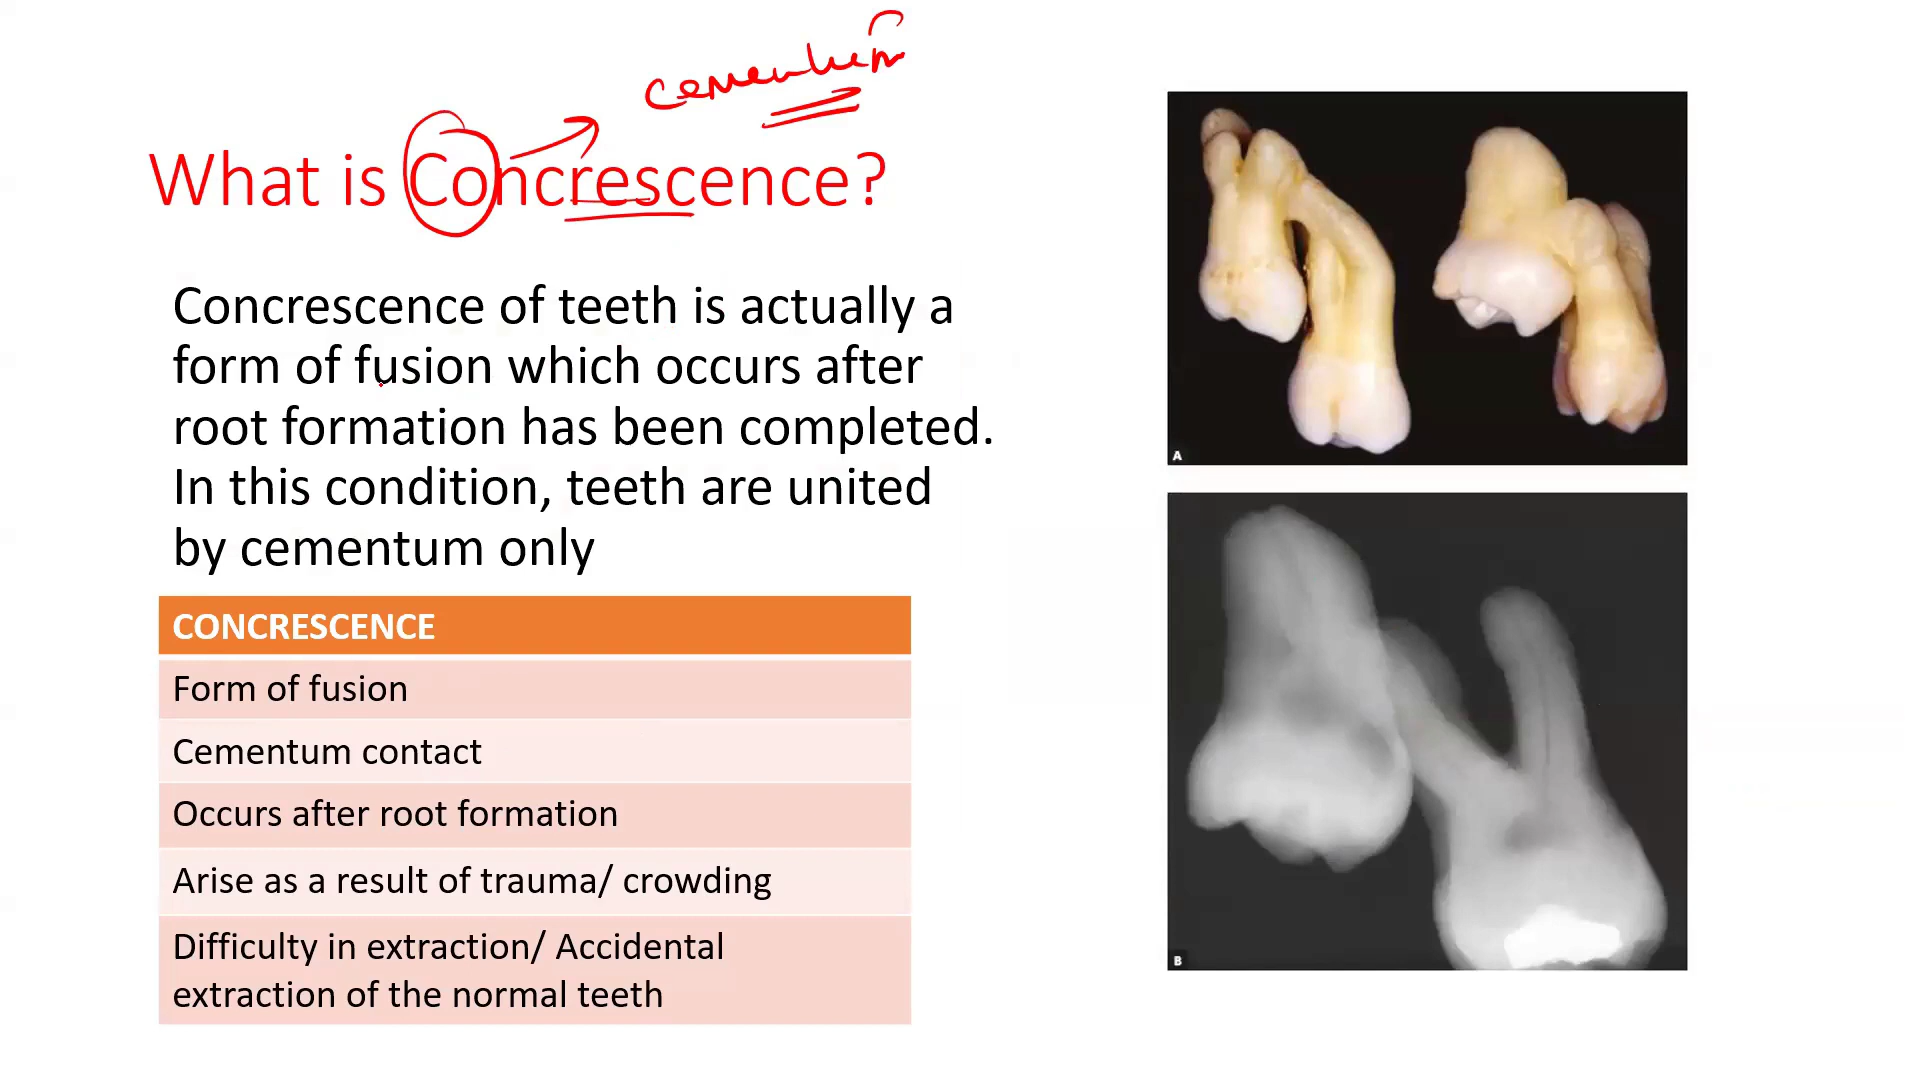 cementum
What is Concrescence?
Concrescence of teeth is actually a
form of fusion which occurs after
root formation has been completed.
In this condition, teeth are united
by cementum only
CONCRESCENCE
Form of fusion
Cementum contact
Occurs after root formation
Arise as a result of trauma/ crowding
Difficulty in extraction/ Accidental
extraction of the normal teeth
A
B